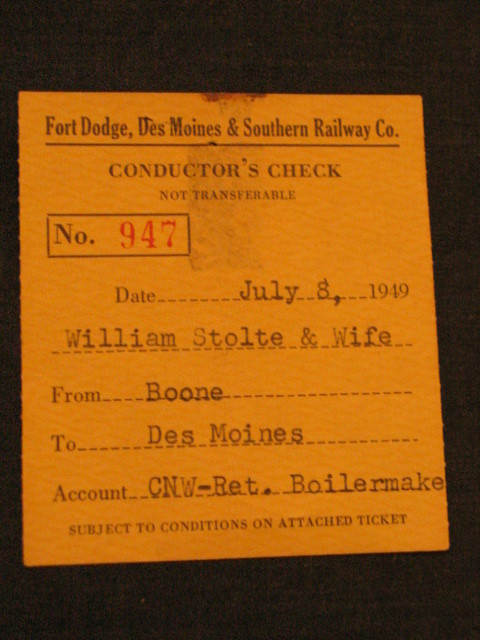 Fort Dodge, Des Moines & Southern Railway Co.
CONDUCTOR'S CHECK
NOT TRANSFERABLE
No. 947
Date July 8, 1949
William Stolte & Wife
From Boone
To Des Moines
Account CNW-Ret. Boilermake
SUBJECT TO CONDITIONS ON ATTACHED TICKET